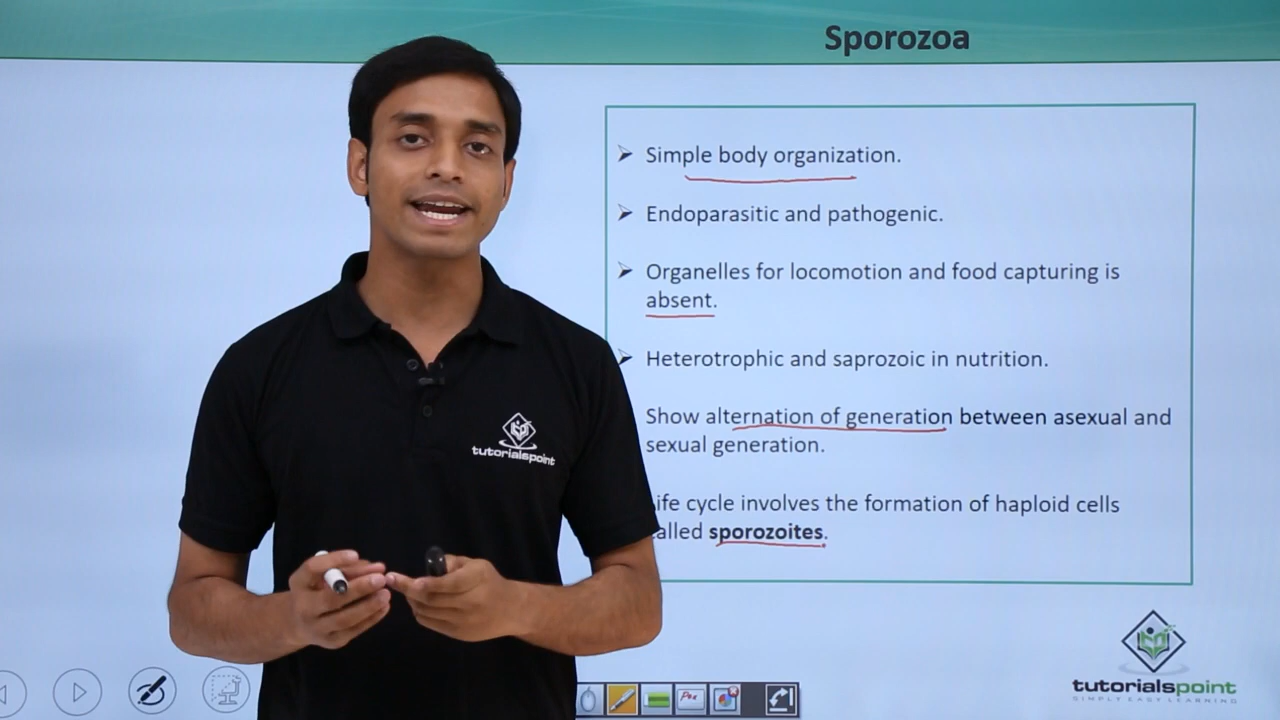 Sporozoa
Simple body organization.
Endoparasitic and pathogenic.
Organelles for locomotion and food capturing is
absent.
Heterotrophic and saprozoic in nutrition.
Show alternation of generation between asexual and
sexual generation.
ife cycle involves the formation of haploid cells
alled sporozoites.
tutorialspoint
Pen
tutorialspoint
SIMPLY EASY LEARNING